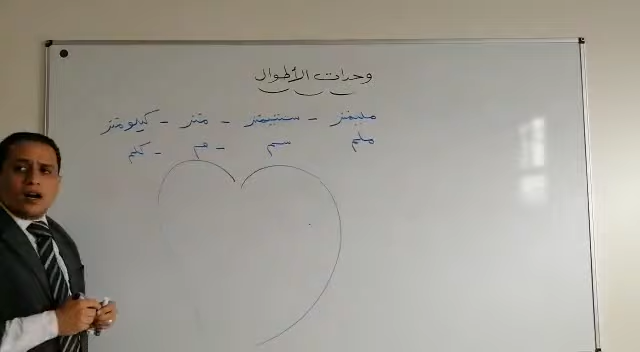 وحدات الأطوال
مليمتر - سنتيمتر - متر - كيلومتر
ملم سم - م - كلم